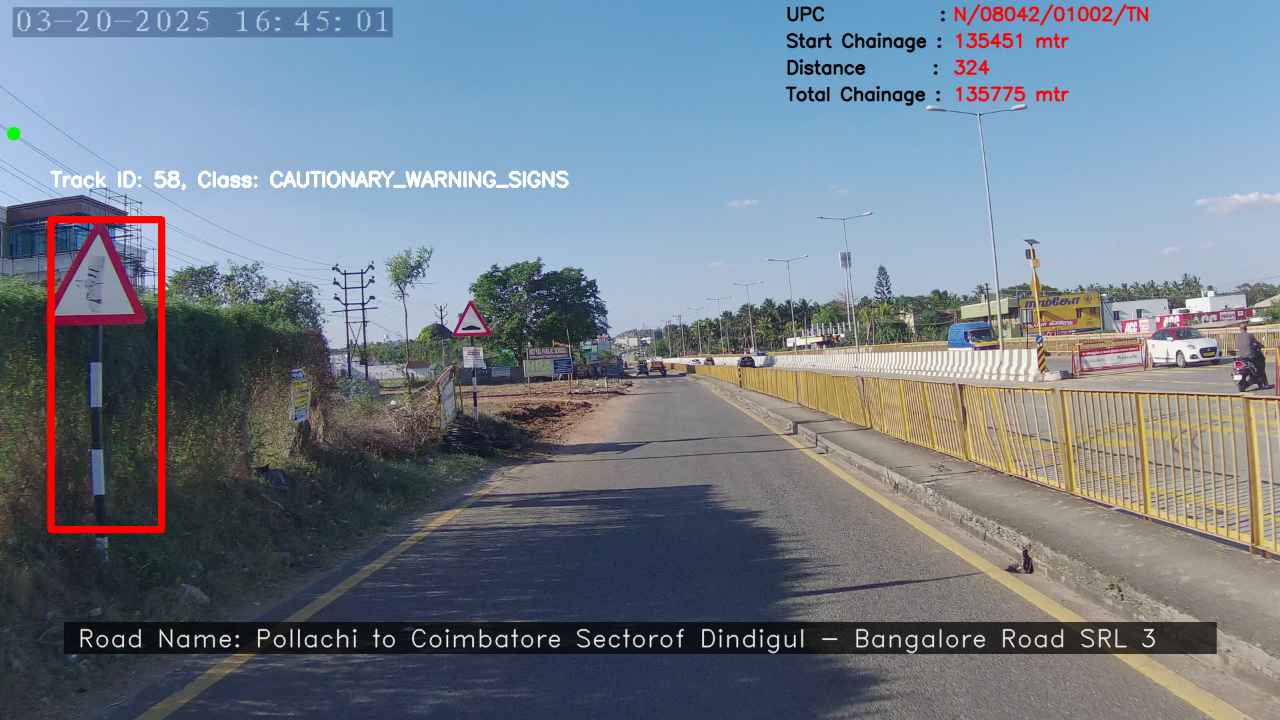 03-20-2025 16:45:01
UPC : N/08042/01002/TN
Start Chainage : 135451 mtr
Distance : 324
Total Chainage : 135775 mtr
Track ID: 58, Class: CAUTIONARY_WARNING_SIGNS
Road Name: Pollachi to Coimbatore Sectorof Dindigul - Bangalore Road SRL 3